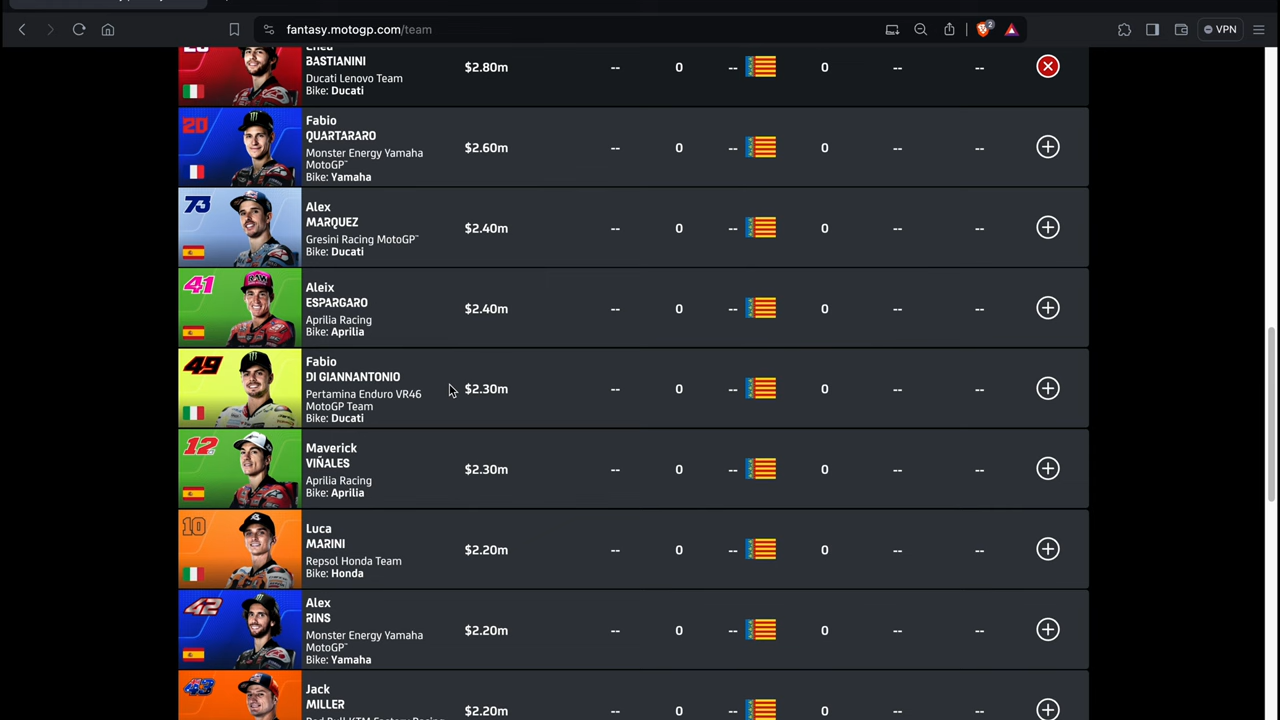 fantasy.motogp.com/team
2
VPN
BASTIANINI
Ducati Lenovo Team
Bike: Ducati
$2.80m
--
0
--
0
--
--
20
Fabio
QUARTARARO
Monster Energy Yamaha
MotoGP™
Bike: Yamaha
$2.60m
--
0
--
0
--
--
73
Alex
MARQUEZ
Gresini Racing MotoGP™
Bike: Ducati
$2.40m
--
0
--
0
--
--
41
Aleix
ESPARGARO
Aprilia Racing
Bike: Aprilia
$2.40m
--
0
--
0
--
--
49
Fabio
DI GIANNANTONIO
Pertamina Enduro VR46
MotoGP Team
Bike: Ducati
$2.30m
--
0
--
0
--
--
12
Maverick
VIÑALES
Aprilia Racing
Bike: Aprilia
$2.30m
--
0
--
0
--
--
10
Luca
MARINI
Repsol Honda Team
Bike: Honda
$2.20m
--
0
--
0
--
--
42
Alex
RINS
Monster Energy Yamaha
MotoGP™
Bike: Yamaha
$2.20m
--
0
--
0
--
--
43
Jack
MILLER
$2.20m
--
0
--
0
--
--